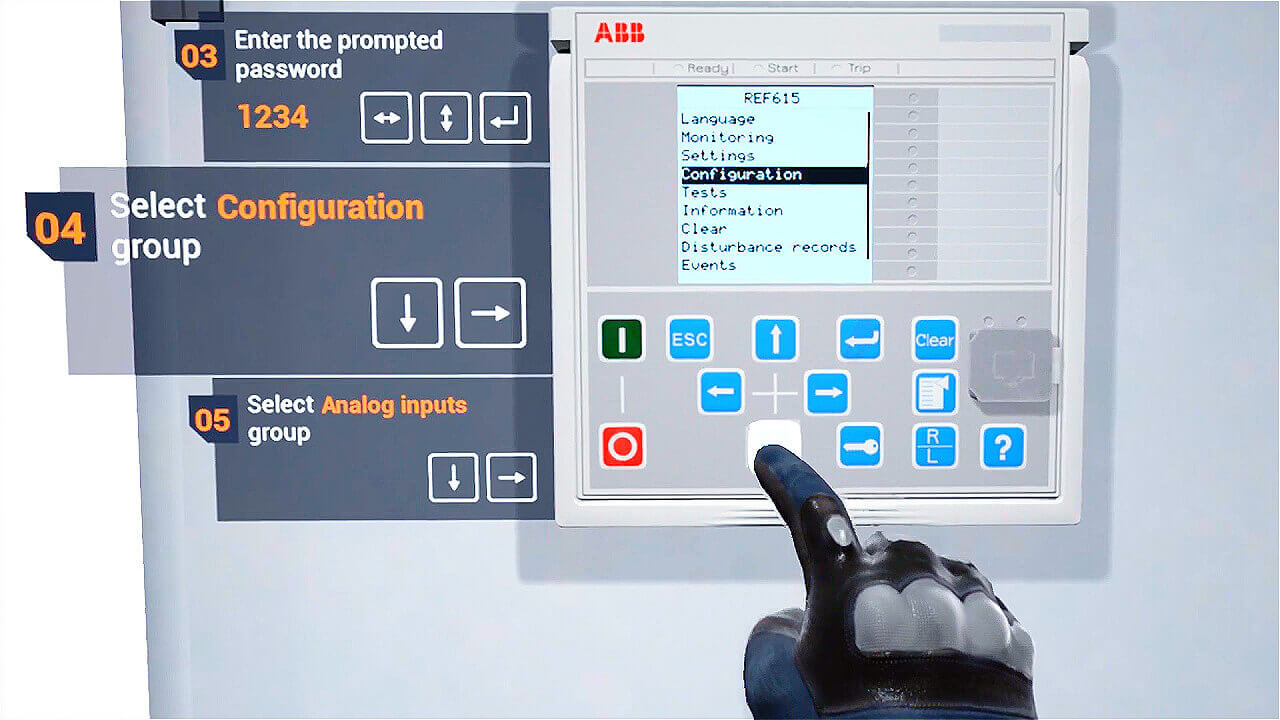 03
Enter the prompted
password
1234
04
Select Configuration
group
05
Select Analog inputs
group
ABB
Ready
Start
Trip
REF615
Language
Monitoring
Settings
Configuration
Tests
Information
Clear
Disturbance records
Events
ESC
Clear
R
L
?